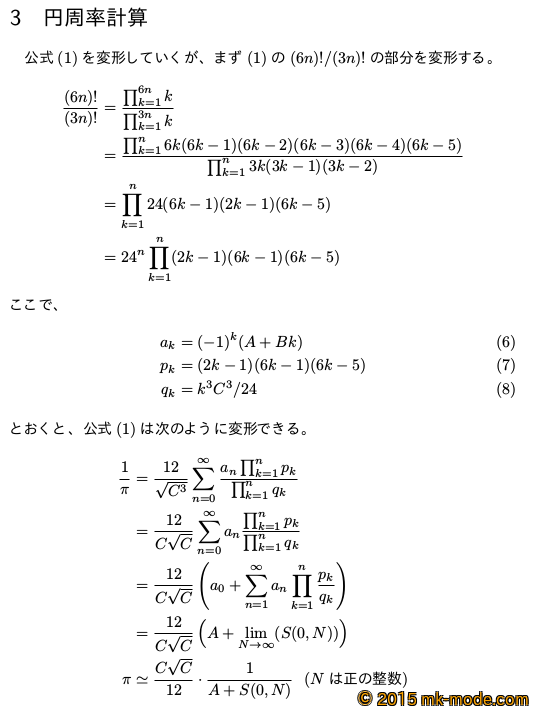 3 円周率計算
公式 (1) を変形していくが、まず (1) の (6n)!/(3n)! の部分を変形する。
\frac{(6n)!}{(3n)!} = \frac{\prod_{k=1}^{6n} k}{\prod_{k=1}^{3n} k}
= \frac{\prod_{k=1}^{n} 6k(6k-1)(6k-2)(6k-3)(6k-4)(6k-5)}{\prod_{k=1}^{n} 3k(3k-1)(3k-2)}
= \prod_{k=1}^{n} 24(6k-1)(2k-1)(6k-5)
= 24^n \prod_{k=1}^{n} (2k-1)(6k-1)(6k-5)
ここで、
a_k = (-1)^k(A + Bk) (6)
p_k = (2k-1)(6k-1)(6k-5) (7)
q_k = k^3C^3/24 (8)
とおくと、公式 (1) は次のように変形できる。
\frac{1}{\pi} = \frac{12}{\sqrt{C^3}} \sum_{n=0}^{\infty} \frac{a_n \prod_{k=1}^{n} p_k}{\prod_{k=1}^{n} q_k}
= \frac{12}{C\sqrt{C}} \sum_{n=0}^{\infty} a_n \frac{\prod_{k=1}^{n} p_k}{\prod_{k=1}^{n} q_k}
= \frac{12}{C\sqrt{C}} \left( a_0 + \sum_{n=1}^{\infty} a_n \prod_{k=1}^{n} \frac{p_k}{q_k} \right)
= \frac{12}{C\sqrt{C}} \left( A + \lim_{N \to \infty} (S(0, N)) \right)
\pi \simeq \frac{C\sqrt{C}}{12} \cdot \frac{1}{A + S(0, N)} (N は正の整数)
© 2015 mk-mode.com